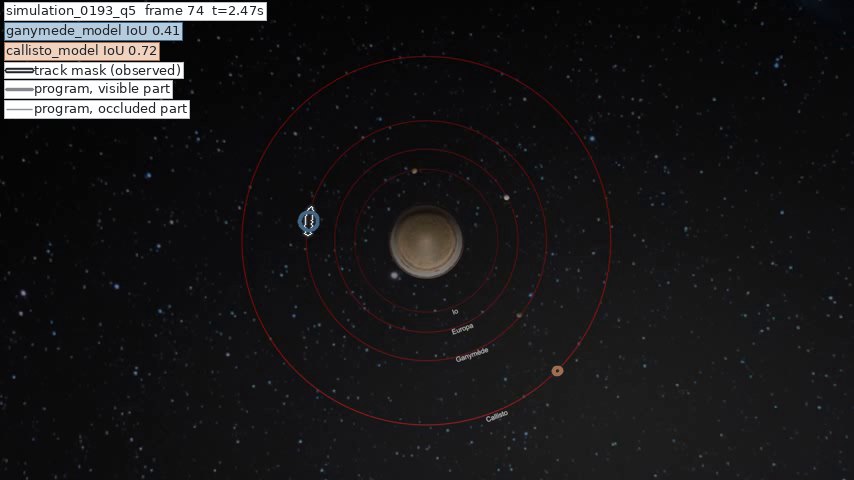 simulation_0193_q5  frame 74  t=2.47s
ganymede_model IoU 0.41
callisto_model IoU 0.72
track mask (observed)
program, visible part
program, occluded part
Io
Europa
Ganymède
Callisto